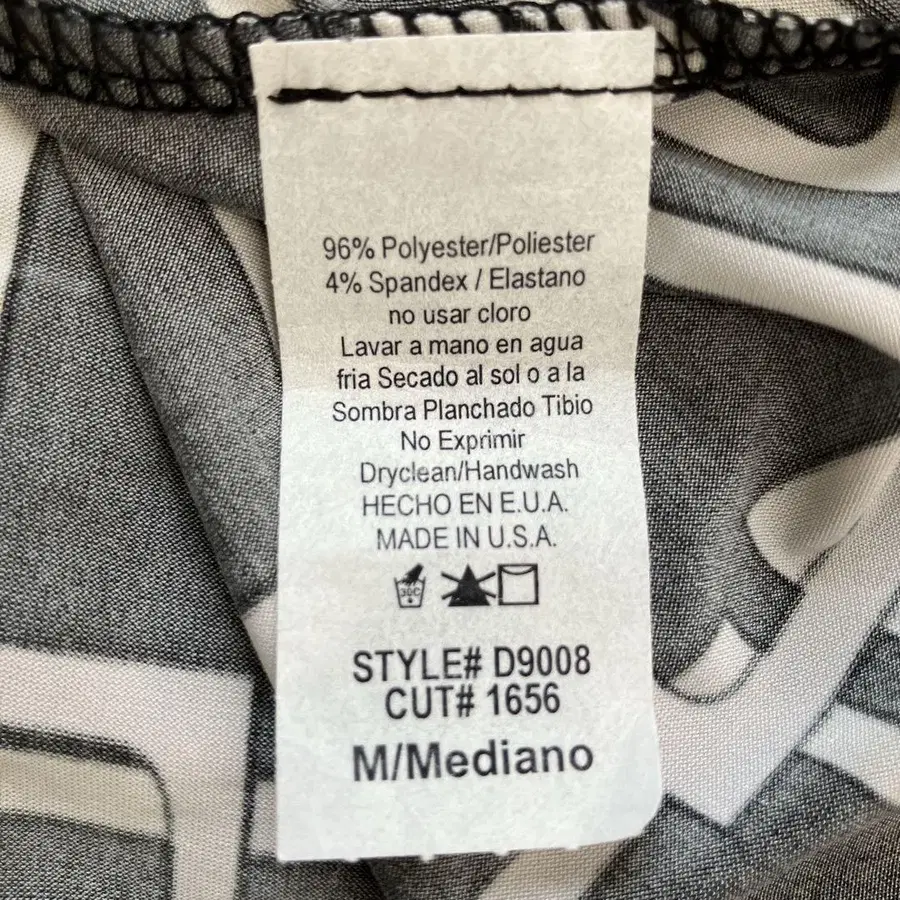 96% Polyester/Poliester
4% Spandex / Elastano
no usar cloro
Lavar a mano en agua
fria Secado al sol o a la
Sombra Planchado Tibio
No Exprimir
Dryclean/Handwash
HECHO EN E.U.A.
MADE IN U.S.A.
30C
STYLE# D9008
CUT# 1656
M/Mediano